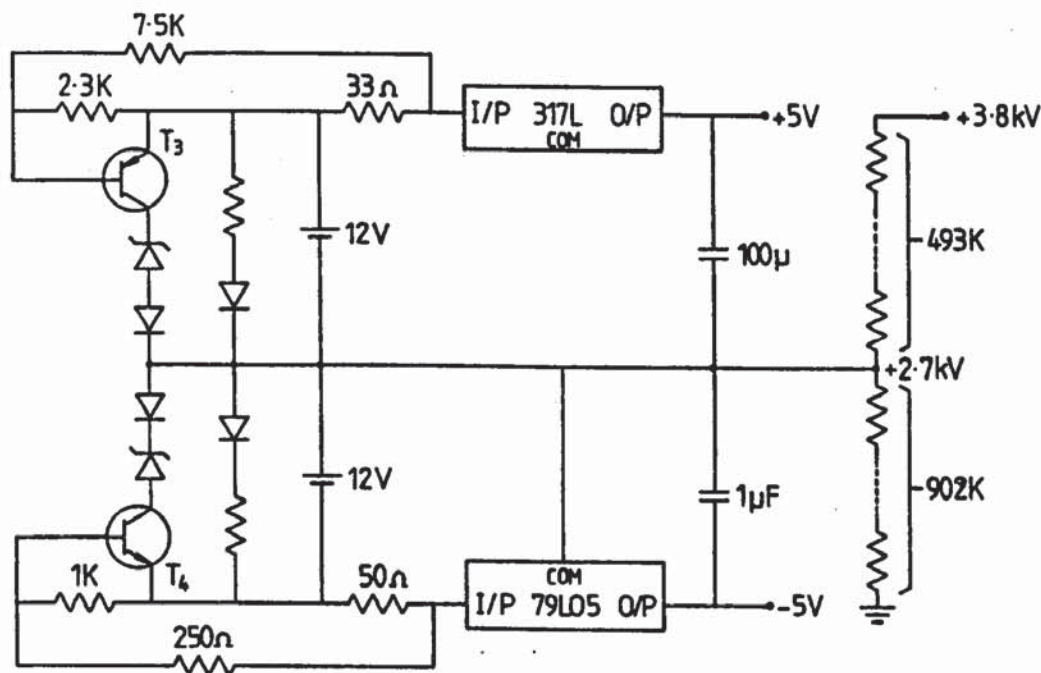 7·5K
2·3K
33Ω
I/P 317L O/P
COM
+5V
+3·8kV
T3
12V
100µ
493K
+2·7kV
12V
1µF
902K
T4
1K
50Ω
COM
I/P 79L05 O/P
-5V
250Ω